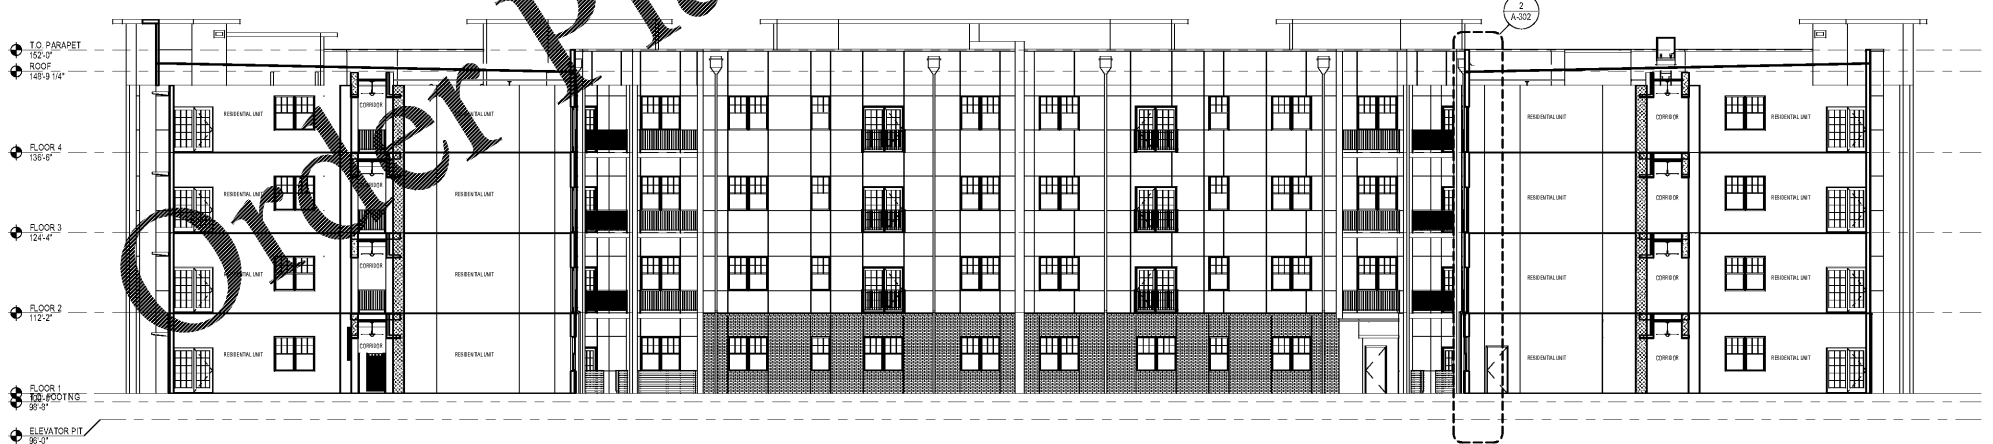 2
A-302
T.O. PARAPET
152'-0"
ROOF
148'-9 1/4"
CORRIDOR
RESIDENTIAL UNIT
RESIDENTIAL UNIT
RESIDENTIAL UNIT
CORRIDOR
RESIDENTIAL UNIT
FLOOR 4
136'-6"
RESIDENTIAL UNIT
CORRIDOR
RESIDENTIAL UNIT
RESIDENTIAL UNIT
CORRIDOR
RESIDENTIAL UNIT
FLOOR 3
124'-4"
RESIDENTIAL UNIT
CORRIDOR
RESIDENTIAL UNIT
RESIDENTIAL UNIT
CORRIDOR
RESIDENTIAL UNIT
FLOOR 2
112'-2"
RESIDENTIAL UNIT
CORRIDOR
RESIDENTIAL UNIT
RESIDENTIAL UNIT
CORRIDOR
RESIDENTIAL UNIT
FLOOR 1
T.O. FOOTING
98'-8"
ELEVATOR PIT
96'-0"
Order